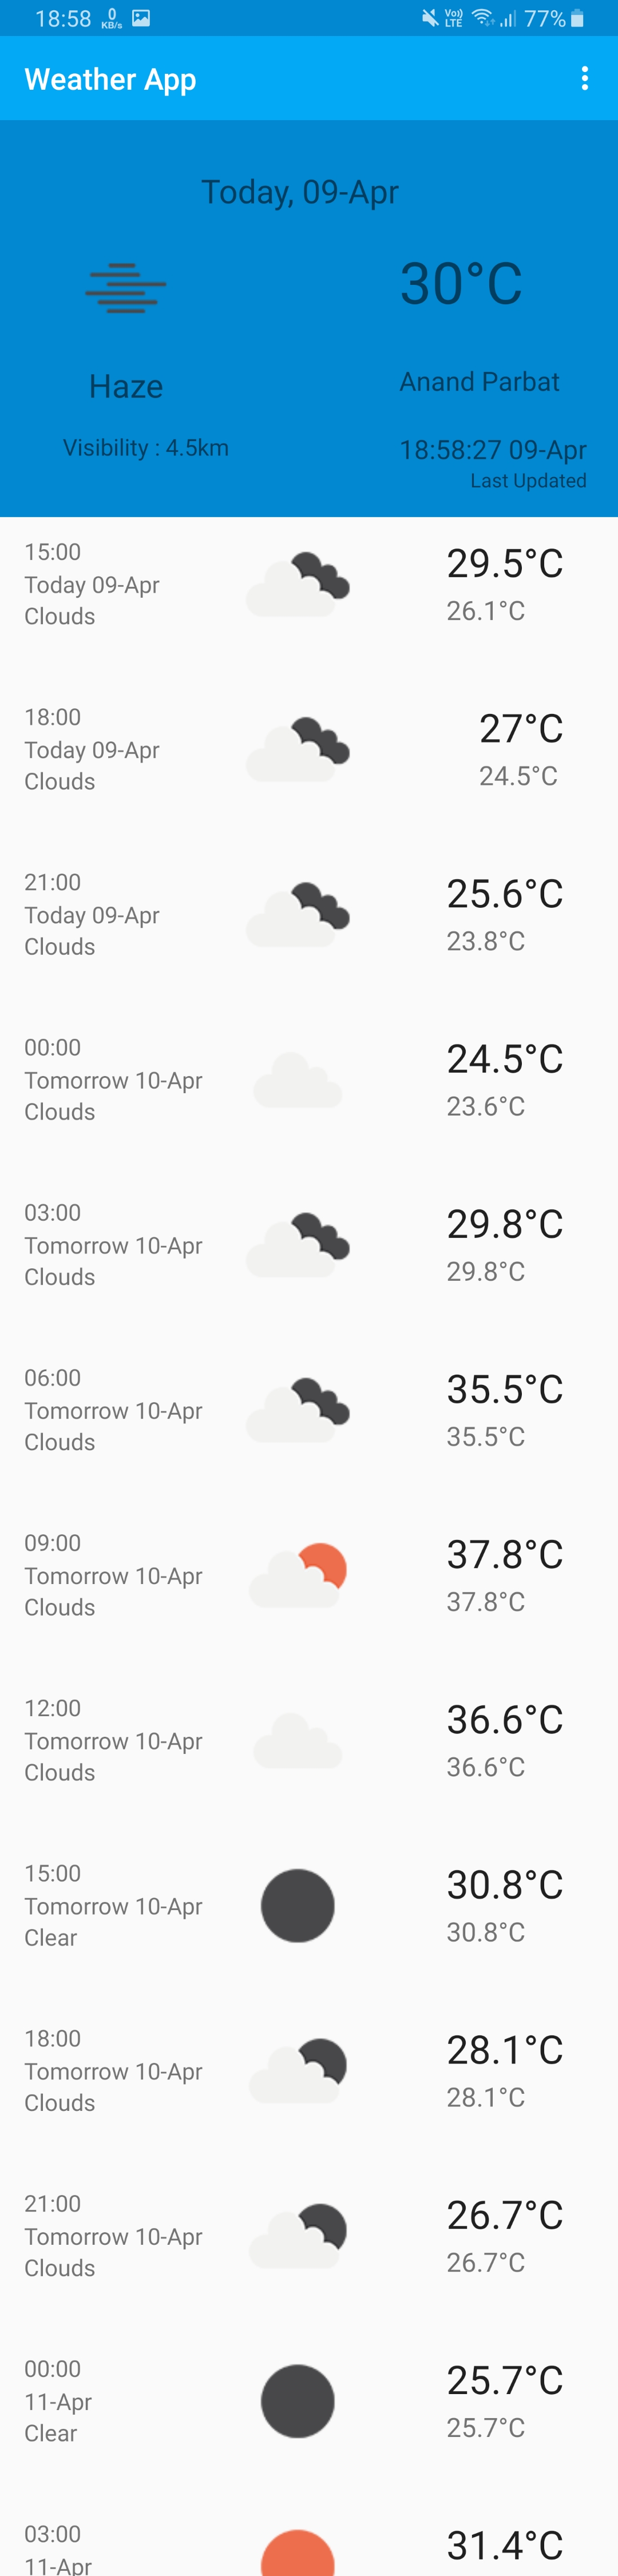 18:58 0 KB/s Vo)) LTE 77%
Weather App
Today, 09-Apr
30°C
Haze
Anand Parbat
Visibility : 4.5km
18:58:27 09-Apr
Last Updated
15:00
Today 09-Apr
Clouds
29.5°C
26.1°C
18:00
Today 09-Apr
Clouds
27°C
24.5°C
21:00
Today 09-Apr
Clouds
25.6°C
23.8°C
00:00
Tomorrow 10-Apr
Clouds
24.5°C
23.6°C
03:00
Tomorrow 10-Apr
Clouds
29.8°C
29.8°C
06:00
Tomorrow 10-Apr
Clouds
35.5°C
35.5°C
09:00
Tomorrow 10-Apr
Clouds
37.8°C
37.8°C
12:00
Tomorrow 10-Apr
Clouds
36.6°C
36.6°C
15:00
Tomorrow 10-Apr
Clear
30.8°C
30.8°C
18:00
Tomorrow 10-Apr
Clouds
28.1°C
28.1°C
21:00
Tomorrow 10-Apr
Clouds
26.7°C
26.7°C
00:00
11-Apr
Clear
25.7°C
25.7°C
03:00
11-Apr
31.4°C